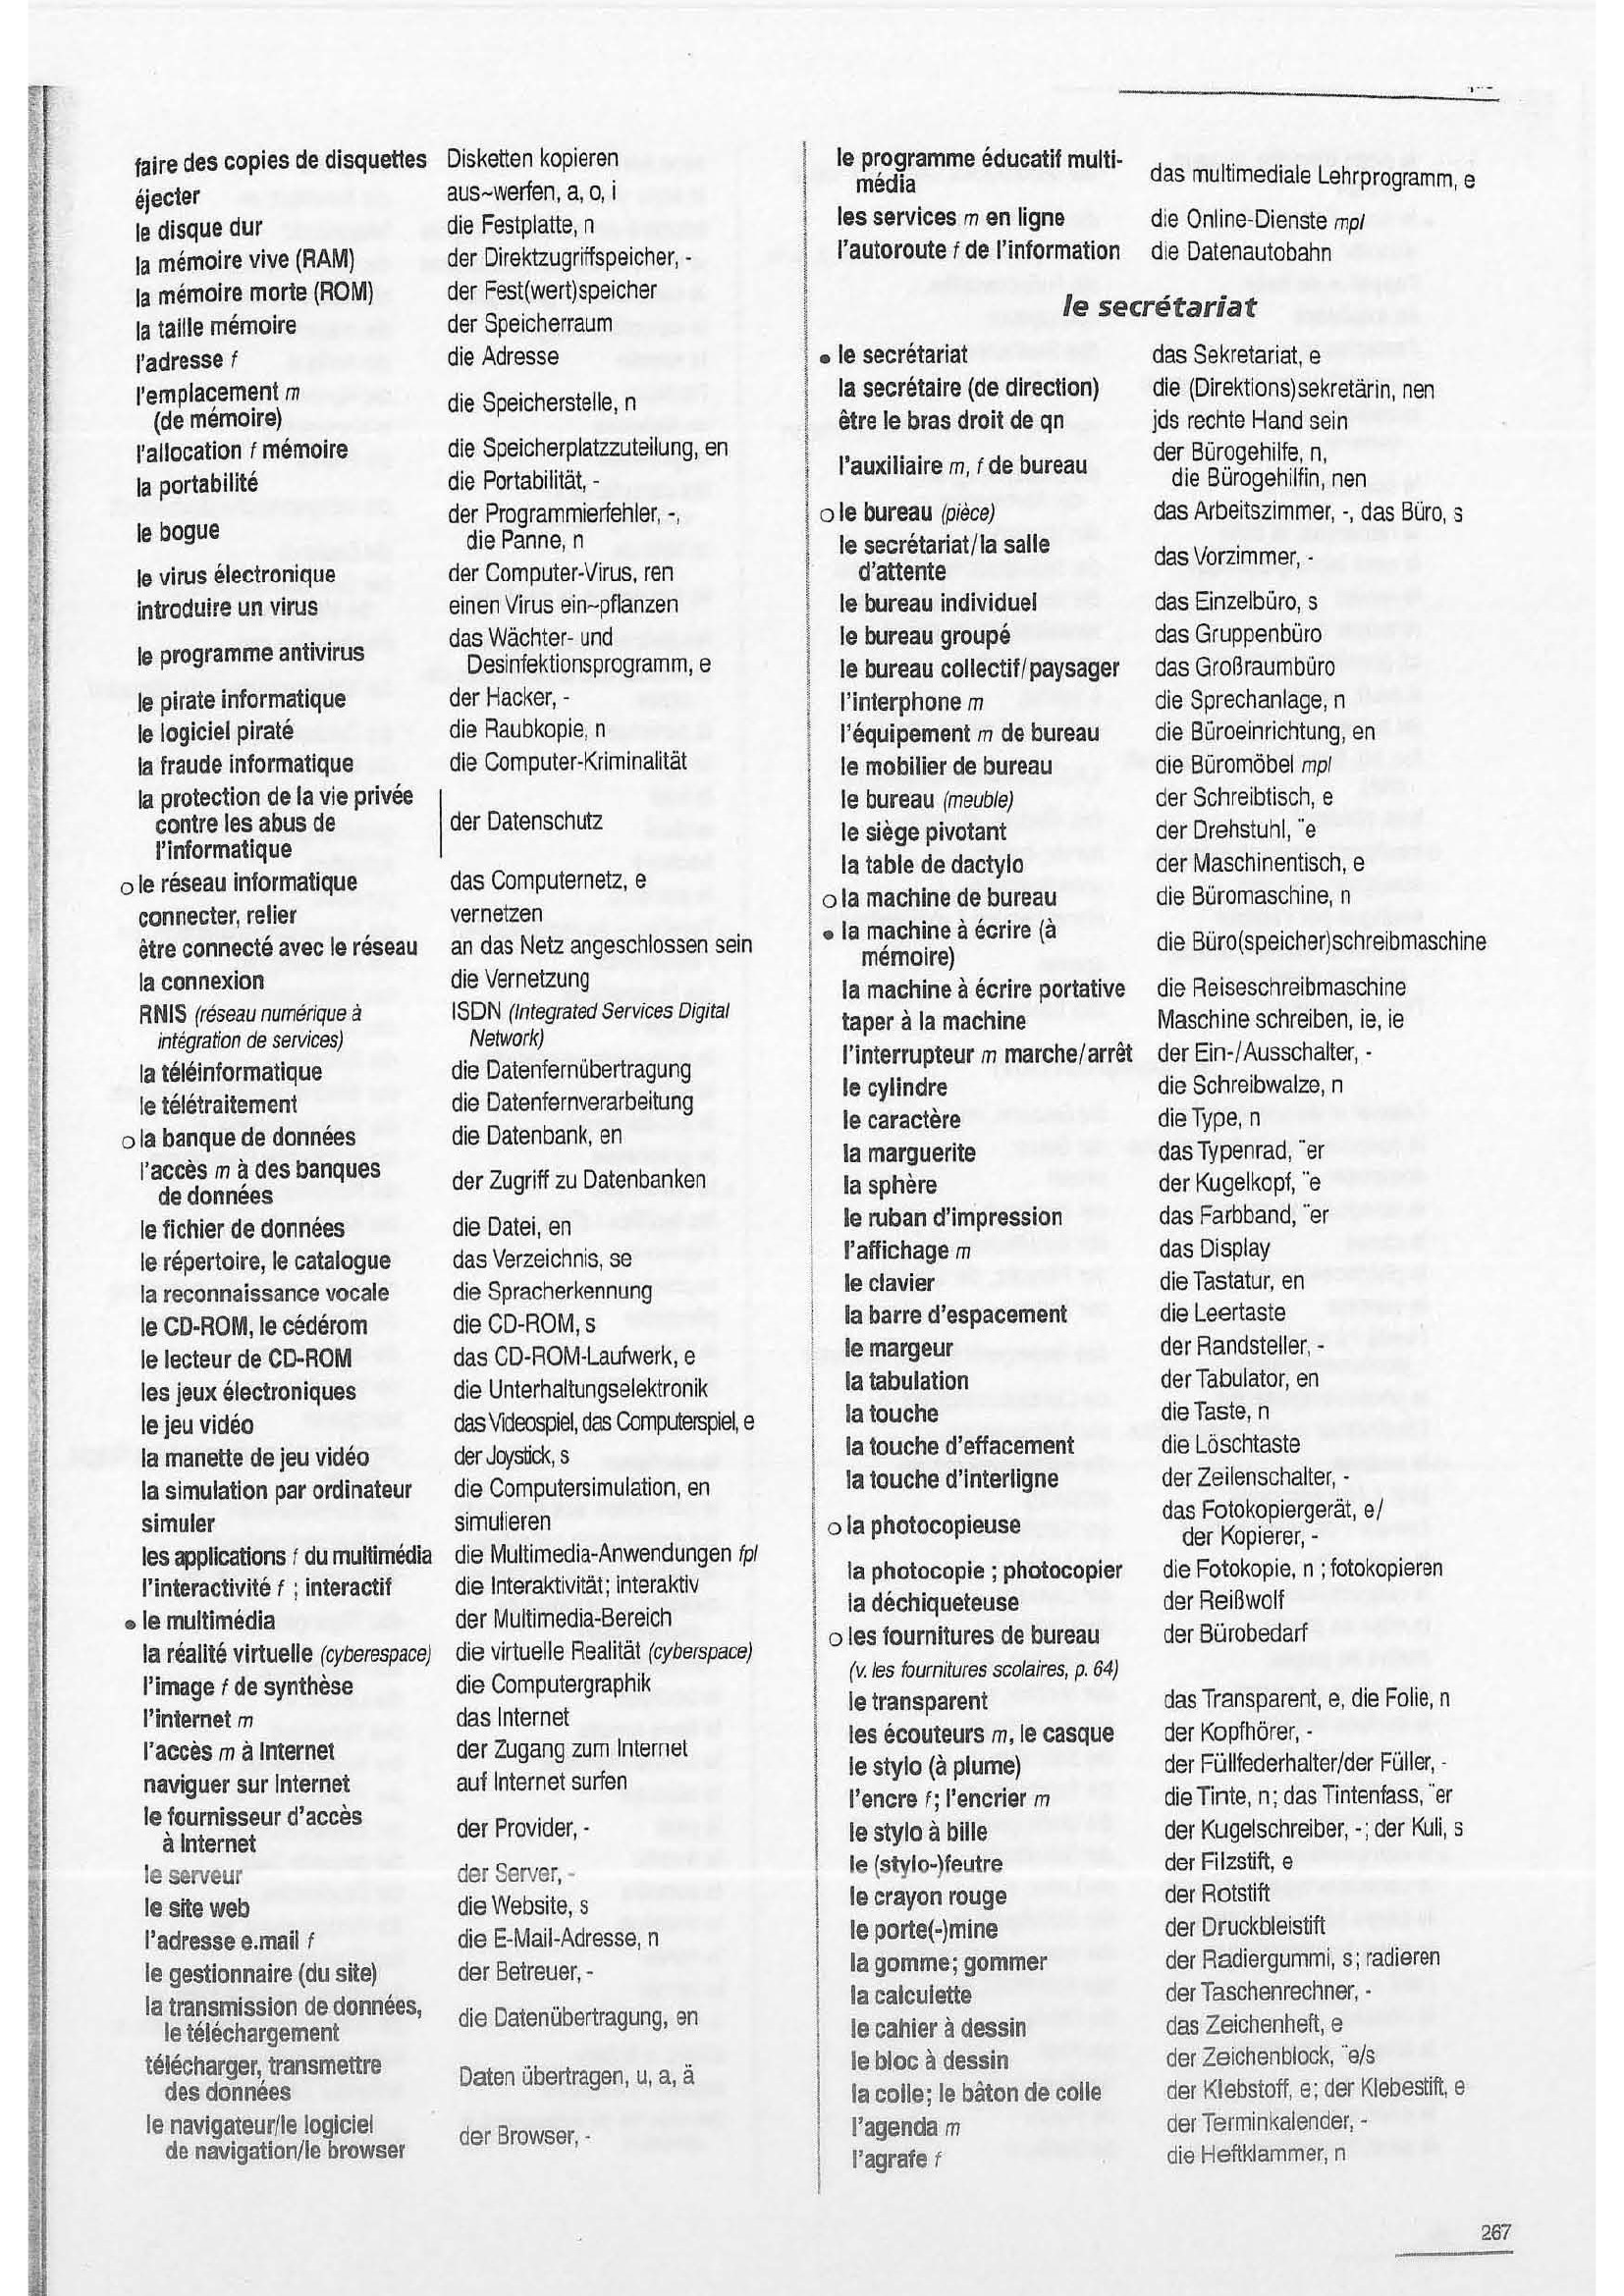 faire des copies de disquettes Disketten kopieren
éjecter aus~werfen, a, o, i
le disque dur die Festplatte, n
la mémoire vive (RAM) der Direktzugriffspeicher, -
la mémoire morte (ROM) der Fest(wert)speicher
la taille mémoire der Speicherraum
l'adresse f die Adresse
l'emplacement m
(de mémoire) die Speicherstelle, n
l'allocation f mémoire die Speicherplatzzuteilung, en
la portabilité die Portabilität, -
le bogue der Programmierfehler, -,
die Panne, n
le virus électronique der Computer-Virus, ren
introduire un virus einen Virus ein~pflanzen
le programme antivirus das Wächter- und
Desinfektionsprogramm, e
le pirate informatique der Hacker, -
le logiciel piraté die Raubkopie, n
la fraude informatique die Computer-Kriminalität
la protection de la vie privée
contre les abus de der Datenschutz
l'informatique
o le réseau informatique das Computernetz, e
connecter, relier vernetzen
être connecté avec le réseau an das Netz angeschlossen sein
la connexion die Vernetzung
RNIS (réseau numérique à ISDN (Integrated Services Digital
intégration de services) Network)
la téléinformatique die Datenfernübertragung
le télétraitement die Datenfernverarbeitung
o la banque de données die Datenbank, en
l'accès m à des banques
de données der Zugriff zu Datenbanken
le fichier de données die Datei, en
le répertoire, le catalogue das Verzeichnis, se
la reconnaissance vocale die Spracherkennung
le CD-ROM, le cédérom die CD-ROM, s
le lecteur de CD-ROM das CD-ROM-Laufwerk, e
les jeux électroniques die Unterhaltungselektronik
le jeu vidéo das Videospiel, das Computerspiel, e
la manette de jeu vidéo der Joystick, s
la simulation par ordinateur die Computersimulation, en
simuler simulieren
les applications f du multimédia die Multimedia-Anwendungen fpl
l'interactivité f ; interactif die Interaktivität; interaktiv
• le multimédia der Multimedia-Bereich
la réalité virtuelle (cyberespace) die virtuelle Realität (cyberspace)
l'image f de synthèse die Computergraphik
l'internet m das Internet
l'accès m à Internet der Zugang zum Internet
naviguer sur Internet auf Internet surfen
le fournisseur d'accès
à Internet der Provider, -
le serveur der Server, -
le site web die Website, s
l'adresse e.mail f die E-Mail-Adresse, n
le gestionnaire (du site) der Betreuer, -
la transmission de données,
le téléchargement die Datenübertragung, en
télécharger, transmettre
des données Daten übertragen, u, a, ä
le navigateur/le logiciel
de navigation/le browser der Browser, -
le programme éducatif multi-
média das multimediale Lehrprogramm, e
les services m en ligne die Online-Dienste mpl
l'autoroute f de l'information die Datenautobahn
le secrétariat
• le secrétariat das Sekretariat, e
la secrétaire (de direction) die (Direktions)sekretärin, nen
être le bras droit de qn jds rechte Hand sein
l'auxiliaire m, f de bureau der Bürogehilfe, n,
die Bürogehilfin, nen
o le bureau (pièce) das Arbeitszimmer, -, das Büro, s
le secrétariat/la salle
d'attente das Vorzimmer, -
le bureau individuel das Einzelbüro, s
le bureau groupé das Gruppenbüro
le bureau collectif/paysager das Großraumbüro
l'interphone m die Sprechanlage, n
l'équipement m de bureau die Büroeinrichtung, en
le mobilier de bureau die Büromöbel mpl
le bureau (meuble) der Schreibtisch, e
le siège pivotant der Drehstuhl, ¨e
la table de dactylo der Maschinentisch, e
o la machine de bureau die Büromaschine, n
• la machine à écrire (à
mémoire) die Büro(speicher)schreibmaschine
la machine à écrire portative die Reiseschreibmaschine
taper à la machine Maschine schreiben, ie, ie
l'interrupteur m marche/arrêt der Ein-/Ausschalter, -
le cylindre die Schreibwalze, n
le caractère die Type, n
la marguerite das Typenrad, ¨er
la sphère der Kugelkopf, ¨e
le ruban d'impression das Farbband, ¨er
l'affichage m das Display
le clavier die Tastatur, en
la barre d'espacement die Leertaste
le margeur der Randsteller, -
la tabulation der Tabulator, en
la touche die Taste, n
la touche d'effacement die Löschtaste
la touche d'interligne der Zeilenschalter, -
o la photocopieuse das Fotokopiergerät, e/
der Kopierer, -
la photocopie ; photocopier die Fotokopie, n ; fotokopieren
la déchiqueteuse der Reißwolf
o les fournitures de bureau der Bürobedarf
(v. les fournitures scolaires, p. 64)
le transparent das Transparent, e, die Folie, n
les écouteurs m, le casque der Kopfhörer, -
le stylo (à plume) der Füllfederhalter/der Füller, -
l'encre f; l'encrier m die Tinte, n; das Tintenfass, ¨er
le stylo à bille der Kugelschreiber, -; der Kuli, s
le (stylo-)feutre der Filzstift, e
le crayon rouge der Rotstift
le porte(-)mine der Druckbleistift
la gomme; gommer der Radiergummi, s; radieren
la calculette der Taschenrechner, -
le cahier à dessin das Zeichenheft, e
le bloc à dessin der Zeichenblock, ¨e/s
la colle; le bâton de colle der Klebstoff, e; der Klebestift, e
l'agenda m der Terminkalender, -
l'agrafe f die Heftklammer, n
267